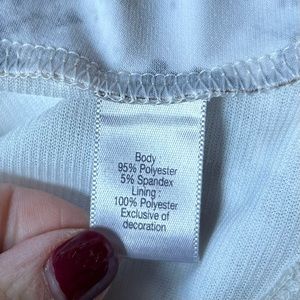 Body
95% Polyester
5% Spandex
Lining :
100% Polyester
Exclusive of
decoration